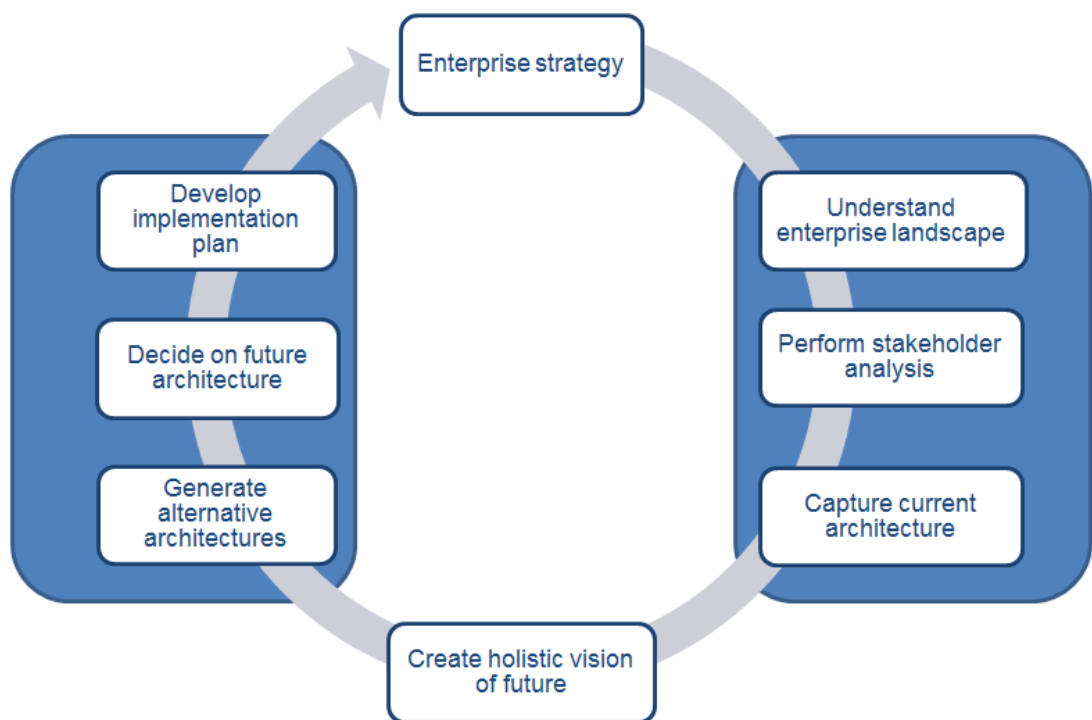 Enterprise strategy
Understand
enterprise landscape
Perform stakeholder
analysis
Capture current
architecture
Create holistic vision
of future
Generate
alternative
architectures
Decide on future
architecture
Develop
implementation
plan